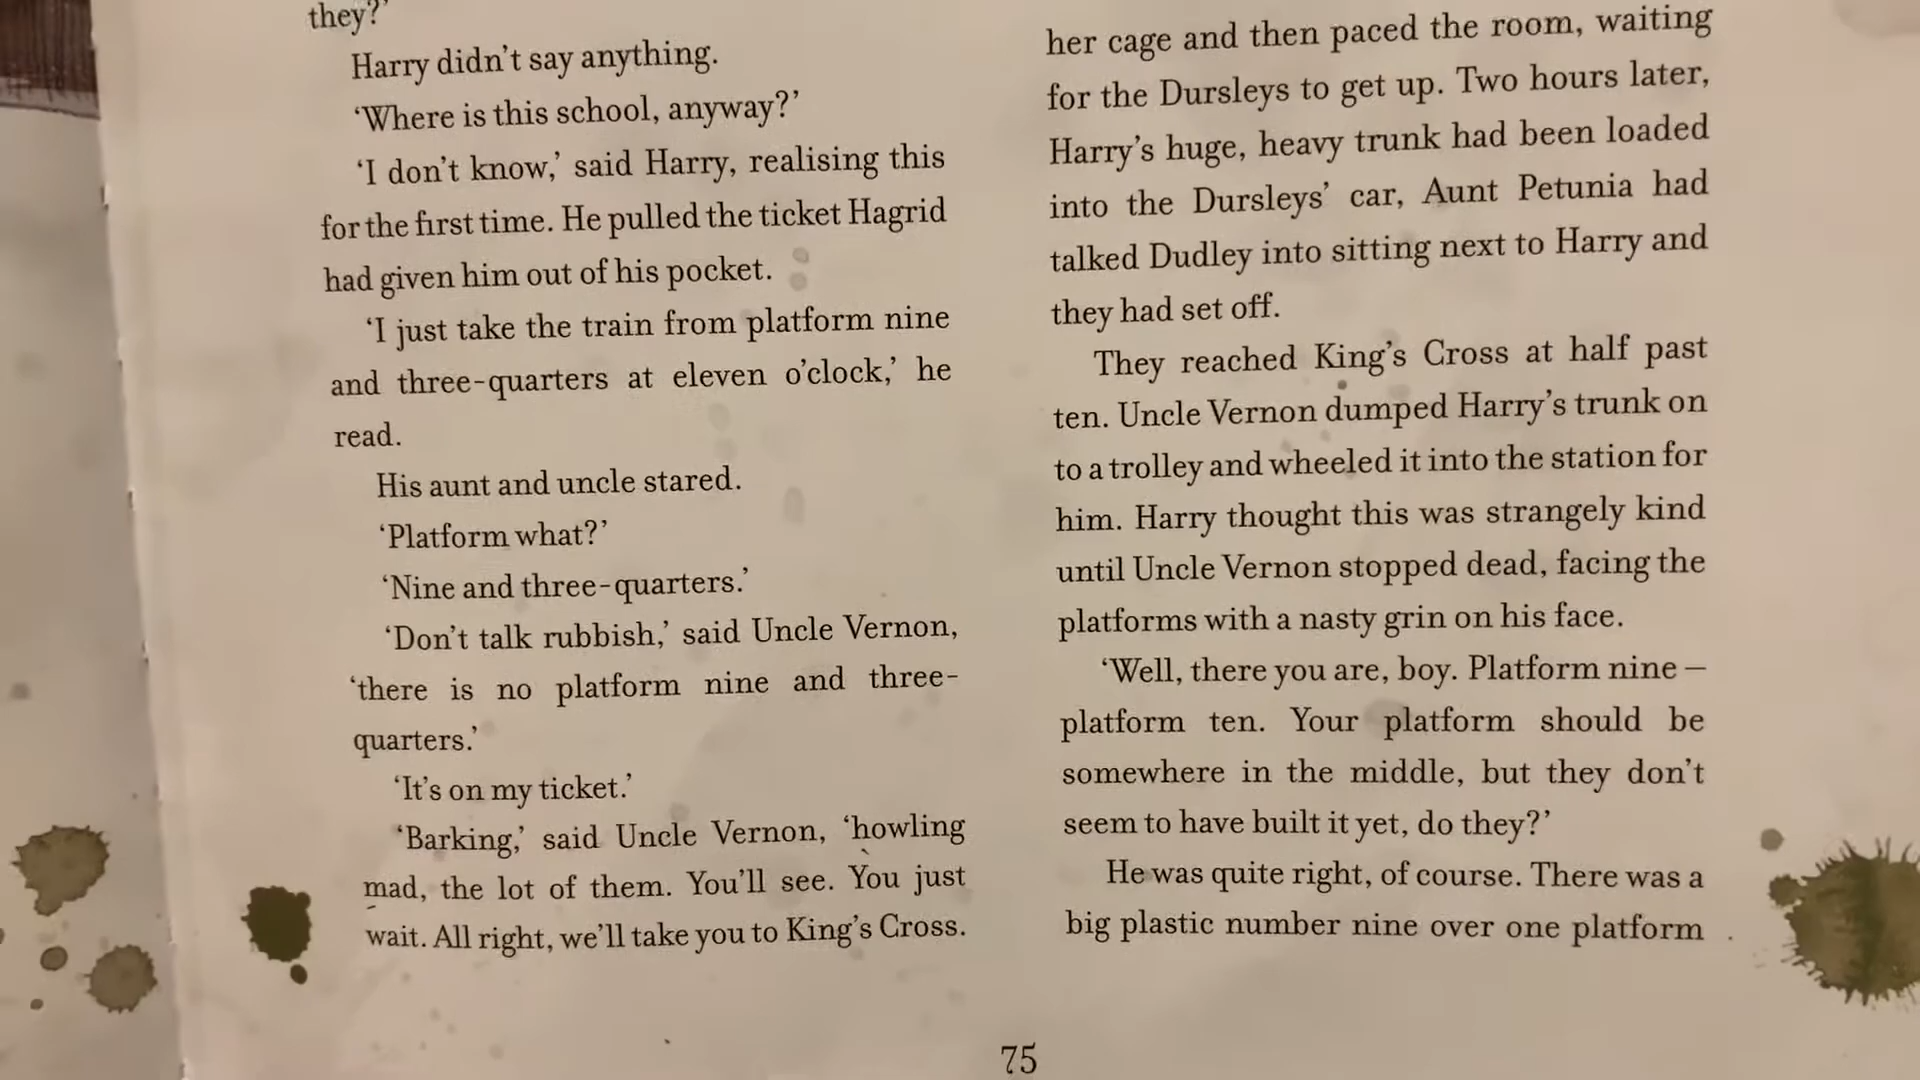 they?’
Harry didn’t say anything.
‘Where is this school, anyway?’
‘I don’t know,’ said Harry, realising this
for the first time. He pulled the ticket Hagrid
had given him out of his pocket.
‘I just take the train from platform nine
and three-quarters at eleven o’clock,’ he
read.
His aunt and uncle stared.
‘Platform what?’
‘Nine and three-quarters.’
‘Don’t talk rubbish,’ said Uncle Vernon,
‘there is no platform nine and three-
quarters.’
‘It’s on my ticket.’
‘Barking,’ said Uncle Vernon, ‘howling
mad, the lot of them. You’ll see. You just
wait. All right, we’ll take you to King’s Cross.
her cage and then paced the room, waiting
for the Dursleys to get up. Two hours later,
Harry’s huge, heavy trunk had been loaded
into the Dursleys’ car, Aunt Petunia had
talked Dudley into sitting next to Harry and
they had set off.
They reached King’s Cross at half past
ten. Uncle Vernon dumped Harry’s trunk on
to a trolley and wheeled it into the station for
him. Harry thought this was strangely kind
until Uncle Vernon stopped dead, facing the
platforms with a nasty grin on his face.
‘Well, there you are, boy. Platform nine –
platform ten. Your platform should be
somewhere in the middle, but they don’t
seem to have built it yet, do they?’
He was quite right, of course. There was a
big plastic number nine over one platform
75